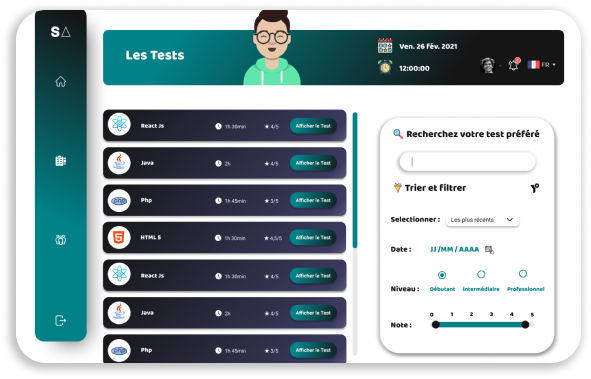 SΔ
Les Tests
Ven. 26 Fév. 2021
12:00:00
FR
React Js 1h 30min ★ 4/5 Afficher le Test
Java 2h ★ 4/5 Afficher le Test
Php 1h 45min ★ 3/5 Afficher le Test
HTML 5 1h 30min ★ 4,5/5 Afficher le Test
React Js 1h 30min ★ 4/5 Afficher le Test
Java 2h ★ 4/5 Afficher le Test
Php 1h 45min ★ 3/5 Afficher le Test
Recherchez votre test préféré
Trier et filtrer
Selectionner : Les plus récents
Date : JJ /MM / AAAA
Niveau : Débutant Intermédiaire Professionnel
0 1 2 3 4 5
Note :